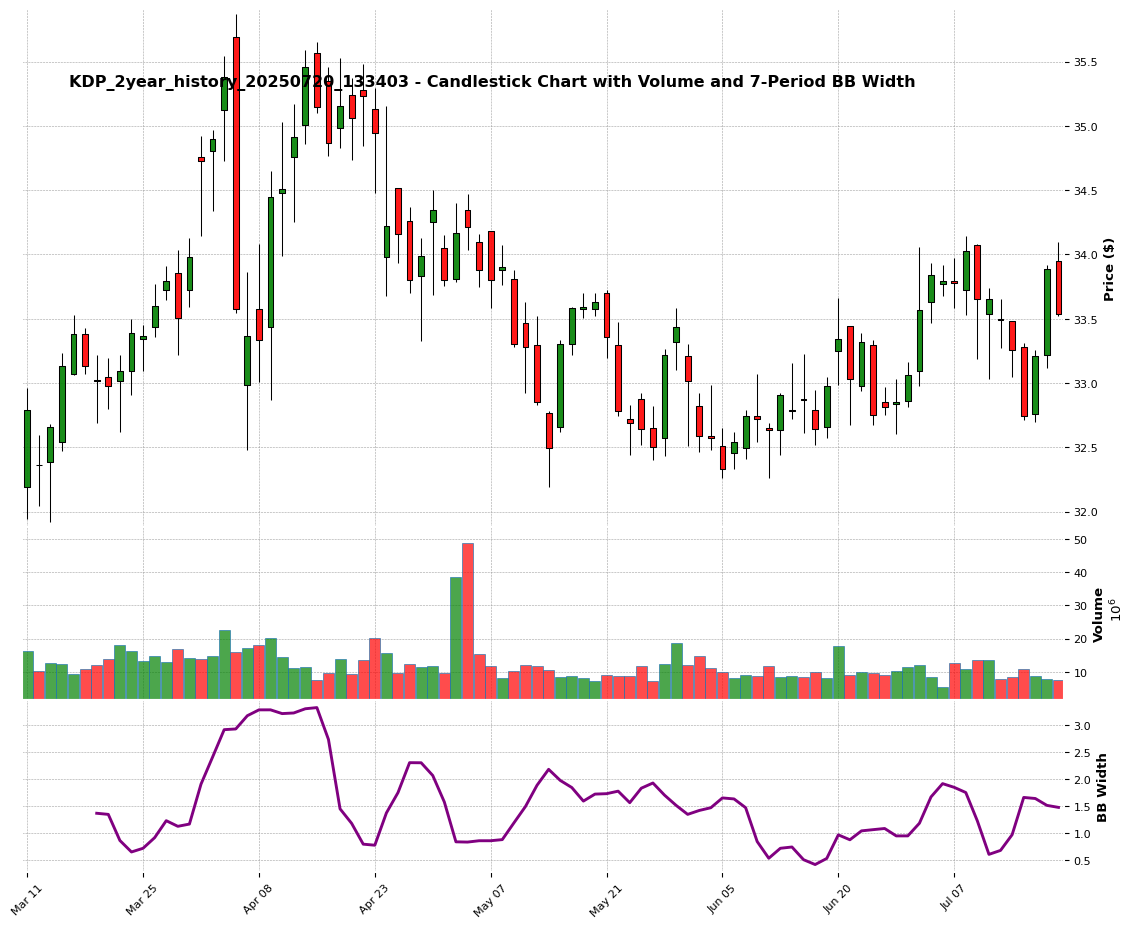 KDP_2year_history_20250720_133403 - Candlestick Chart with Volume and 7-Period BB Width
35.5
35.0
34.5
34.0
33.5
33.0
32.5
32.0
Price ($)
50
40
30
20
10
Volume
10^6
3.0
2.5
2.0
1.5
1.0
0.5
BB Width
Mar 11
Mar 25
Apr 08
Apr 23
May 07
May 21
Jun 05
Jun 20
Jul 07